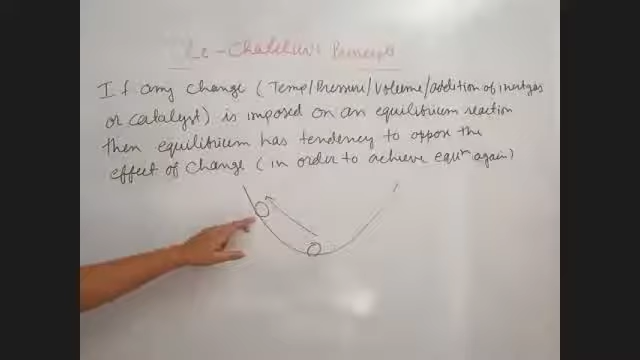 Le-Chatelier's Principle
If any change (Temp/Pressure/Volume/addition of inert gas
or catalyst) is imposed on an equilibrium reaction
then equilibrium has tendency to oppose the
effect of change (in order to achieve equm again)